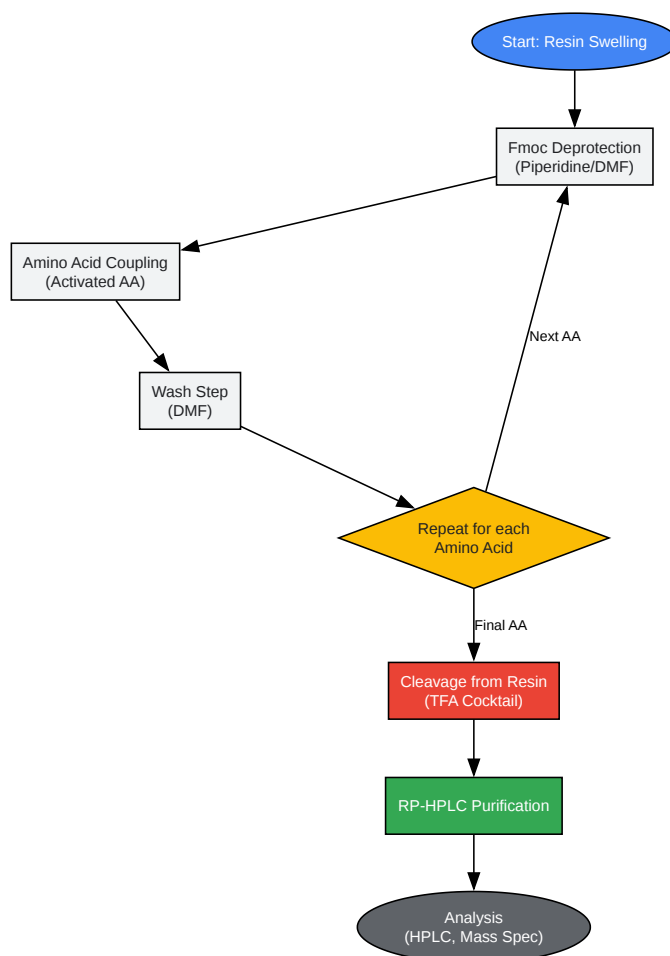 Start: Resin Swelling
Fmoc Deprotection
(Piperidine/DMF)
Amino Acid Coupling
(Activated AA)
Next AA
Wash Step
(DMF)
Repeat for each
Amino Acid
Final AA
Cleavage from Resin
(TFA Cocktail)
RP-HPLC Purification
Analysis
(HPLC, Mass Spec)